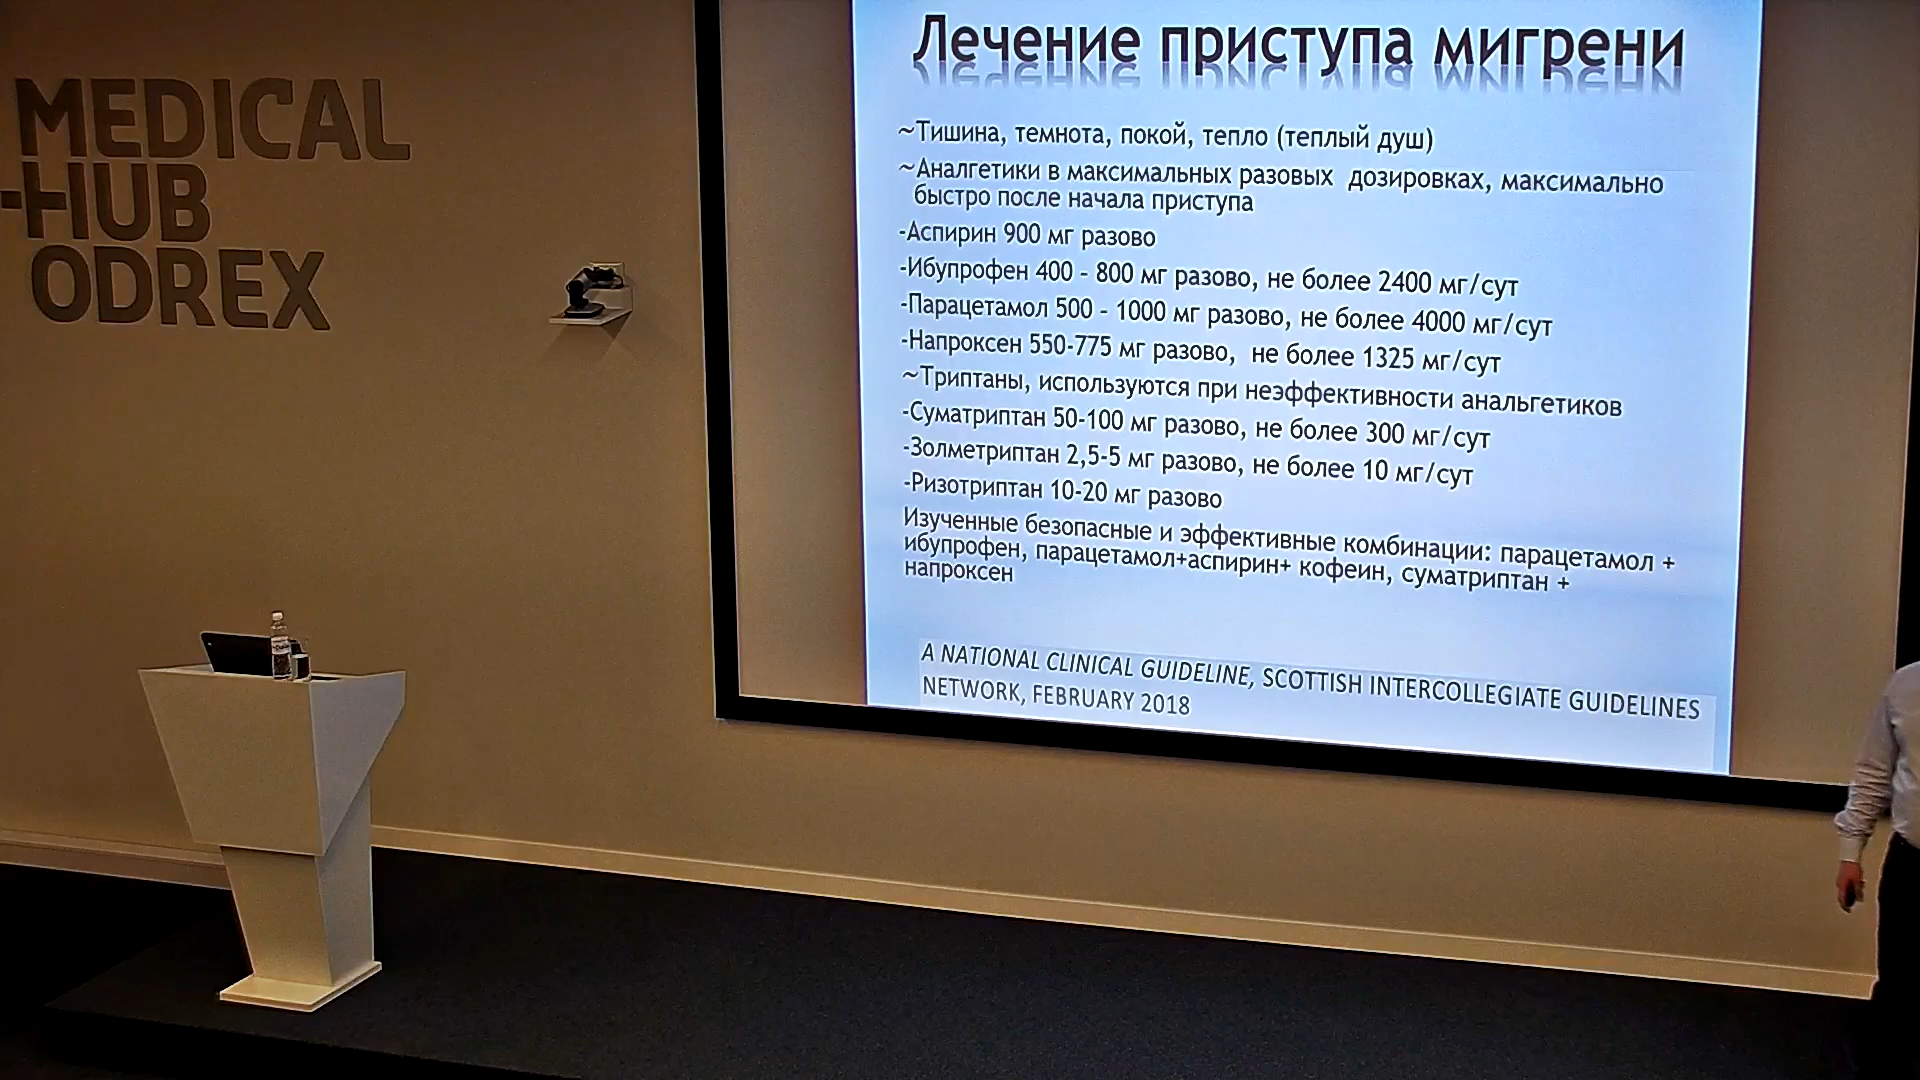 MEDICAL
HUB
ODREX
Лечение приступа мигрени
~Тишина, темнота, покой, тепло (теплый душ)
~Аналгетики в максимальных разовых дозировках, максимально
быстро после начала приступа
-Аспирин 900 мг разово
-Ибупрофен 400 - 800 мг разово, не более 2400 мг/сут
-Парацетамол 500 - 1000 мг разово, не более 4000 мг/сут
-Напроксен 550-775 мг разово, не более 1325 мг/сут
~Триптаны, используются при неэффективности анальгетиков
-Суматриптан 50-100 мг разово, не более 300 мг/сут
-Золметриптан 2,5-5 мг разово, не более 10 мг/сут
-Ризотриптан 10-20 мг разово
Изученные безопасные и эффективные комбинации: парацетамол +
ибупрофен, парацетамол+аспирин+ кофеин, суматриптан +
напроксен
A NATIONAL CLINICAL GUIDELINE, SCOTTISH INTERCOLLEGIATE GUIDELINES
NETWORK, FEBRUARY 2018